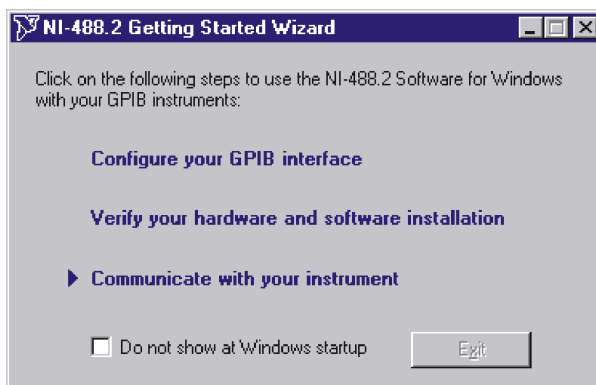 NI-488.2 Getting Started Wizard
Click on the following steps to use the NI-488.2 Software for Windows
with your GPIB instruments:
Configure your GPIB interface
Verify your hardware and software installation
Communicate with your instrument
Do not show at Windows startup
Exit